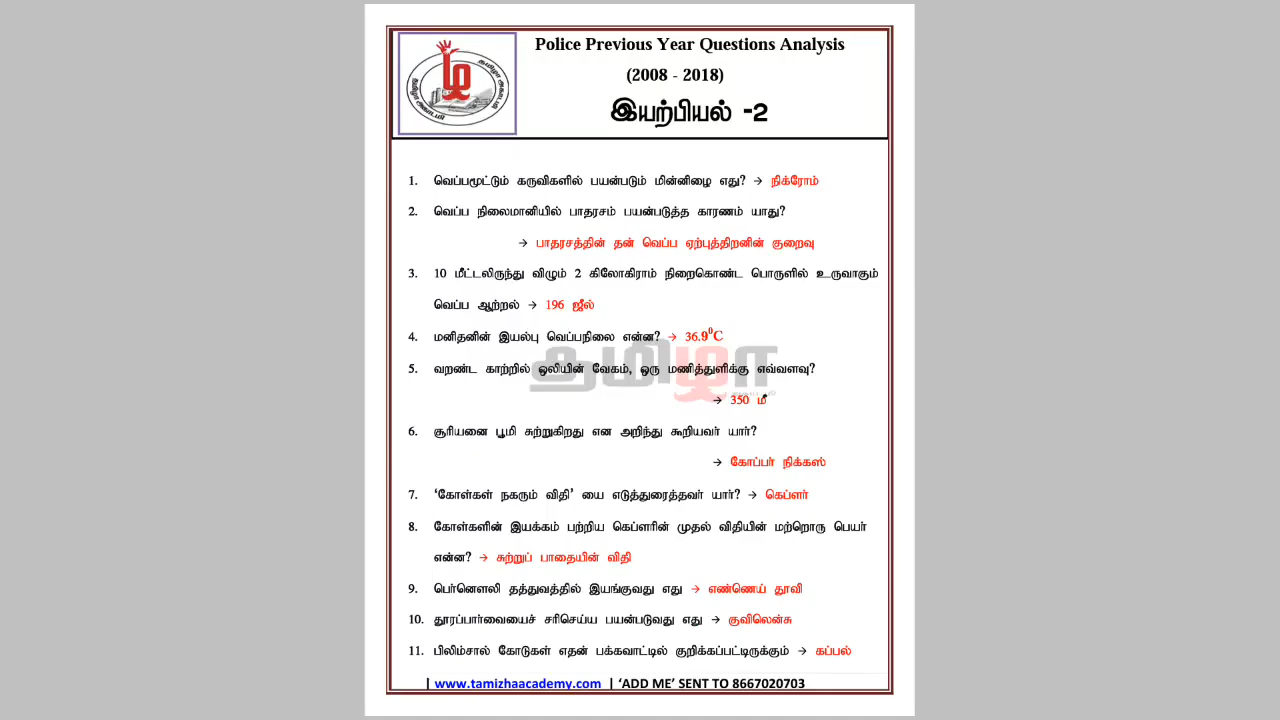 Police Previous Year Questions Analysis
(2008 - 2018)
இயற்பியல் -2
1. வெப்பமூட்டும் கருவிகளில் பயன்படும் மின்னிழை எது? → நிக்ரோம்
2. வெப்ப நிலைமானியில் பாதரசம் பயன்படுத்த காரணம் யாது?
→ பாதரசத்தின் தன் வெப்ப ஏற்புத்திறனின் குறைவு
3. 10 மீட்டலிருந்து விழும் 2 கிலோகிராம் நிறைகொண்ட பொருளில் உருவாகும்
வெப்ப ஆற்றல் → 196 ஜீல்
4. மனிதனின் இயல்பு வெப்பநிலை என்ன? → 36.9⁰C
தமிழா
5. வறண்ட காற்றில் ஒலியின் வேகம், ஒரு மணித்துளிக்கு எவ்வளவு?
→ 350 மீ
6. சூரியனை பூமி சுற்றுகிறது என அறிந்து கூறியவர் யார்?
→ கோப்பர் நிக்கஸ்
7. ‘கோள்கள் நகரும் விதி’ யை எடுத்துரைத்தவர் யார்? → கெப்ளர்
8. கோள்களின் இயக்கம் பற்றிய கெப்ளரின் முதல் விதியின் மற்றொரு பெயர்
என்ன? → சுற்றுப் பாதையின் விதி
9. பெர்னௌலி தத்துவத்தில் இயங்குவது எது → எண்ணெய் தூவி
10. தூரப்பார்வையைச் சரிசெய்ய பயன்படுவது எது → குவிலென்சு
11. பிலிம்சால் கோடுகள் எதன் பக்கவாட்டில் குறிக்கப்பட்டிருக்கும் → கப்பல்
| www.tamizhaacademy.com | ‘ADD ME’ SENT TO 8667020703